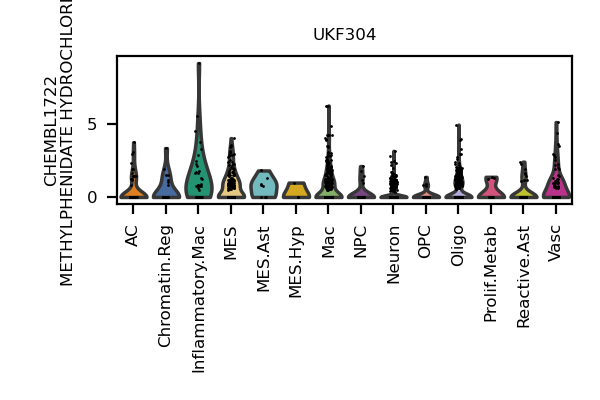 UKF304
CHEMBL1722
METHYLPHENIDATE HYDROCHLORI
5
0
AC
Chromatin.Reg
Inflammatory.Mac
MES
MES.Ast
MES.Hyp
Mac
NPC
Neuron
OPC
Oligo
Prolif.Metab
Reactive.Ast
Vasc